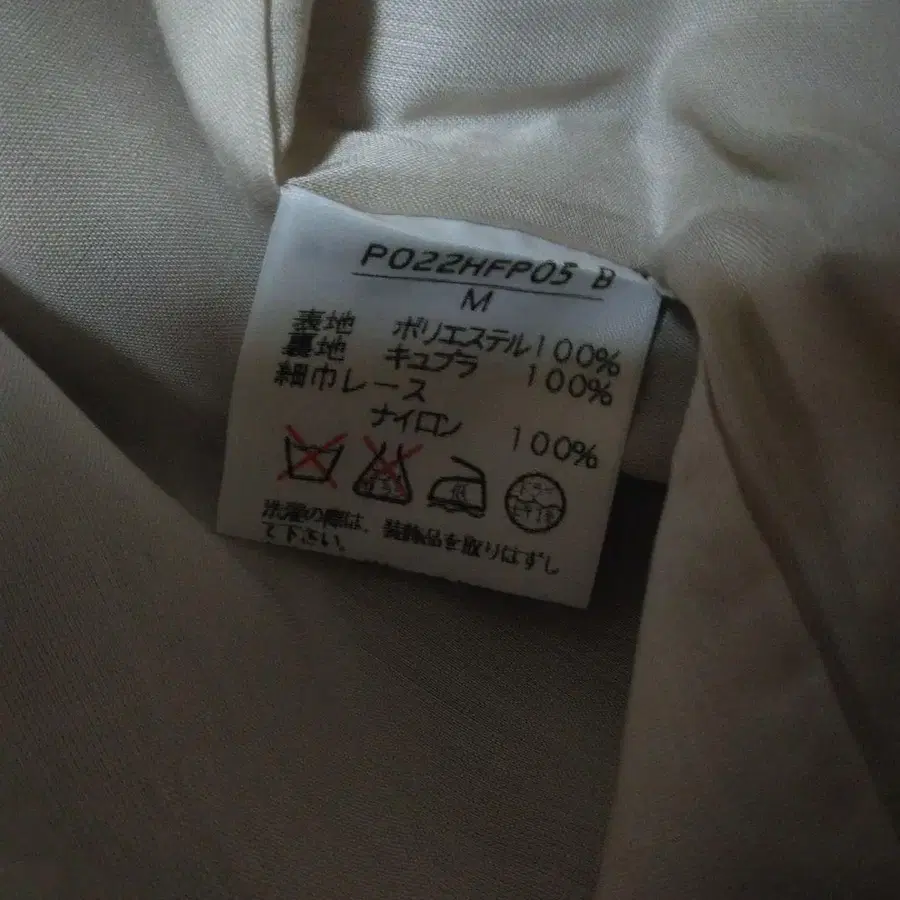 P022HFP05 B
M
表地 ポリエステル100%
裏地 キュプラ 100%
細巾レース
ナイロン 100%
低
洗濯の際は、装飾品を取りはずし
て下さい。